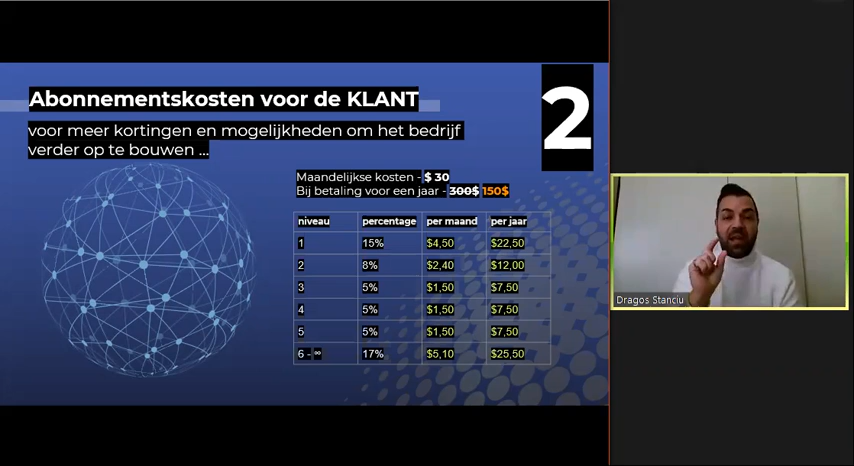 Abonnementskosten voor de KLANT
2
voor meer kortingen en mogelijkheden om het bedrijf
verder op te bouwen ...
Maandelijkse kosten - $ 30
Bij betaling voor een jaar - 300$ 150$
niveau percentage per maand per jaar
1 15% $4,50 $22,50
2 8% $2,40 $12,00
3 5% $1,50 $7,50
4 5% $1,50 $7,50
5 5% $1,50 $7,50
6 - ∞ 17% $5,10 $25,50
Dragos Stanciu